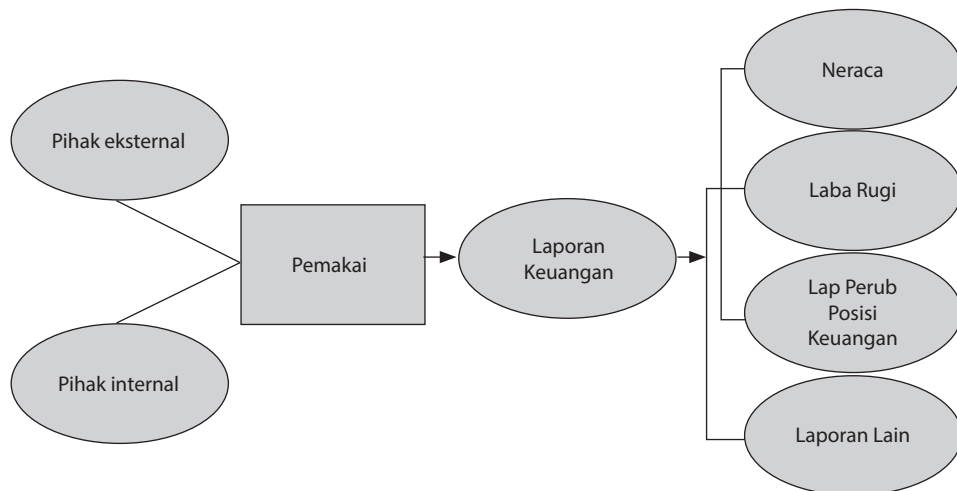 Pihak eksternal
Pihak internal
Pemakai
Laporan
Keuangan
Neraca
Laba Rugi
Lap Perub
Posisi
Keuangan
Laporan Lain